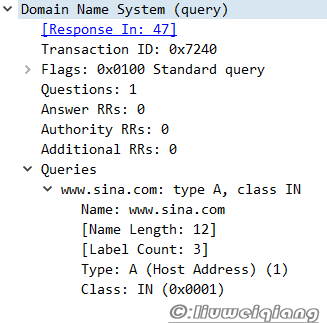 Domain Name System (query)
[Response In: 47]
Transaction ID: 0x7240
Flags: 0x0100 Standard query
Questions: 1
Answer RRs: 0
Authority RRs: 0
Additional RRs: 0
Queries
www.sina.com: type A, class IN
Name: www.sina.com
[Name Length: 12]
[Label Count: 3]
Type: A (Host Address) (1)
Class: IN (0x0001)
©:liuweiqiang